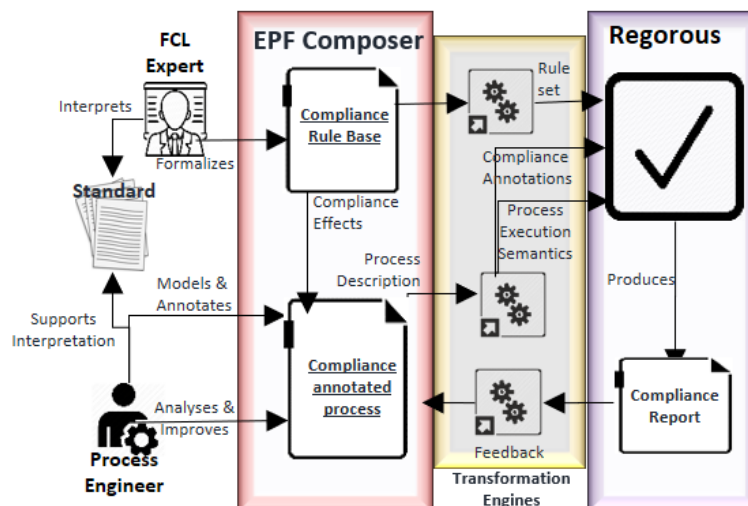 FCL
Expert
EPF Composer
Regorous
Interprets
Compliance
Rule Base
Rule
set
Formalizes
Compliance
Annotations
Standard
Compliance
Effects
Process
Execution
Semantics
Process
Description
Models &
Annotates
Produces
Supports
Interpretation
Compliance
annotated
process
Compliance
Report
Analyses &
Improves
Feedback
Process
Engineer
Transformation
Engines